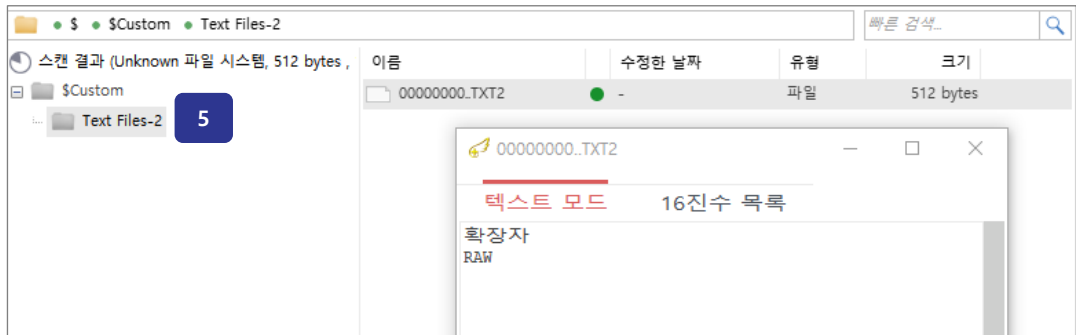 $ $Custom Text Files-2 빠른 검색...
스캔 결과 (Unknown 파일 시스템, 512 bytes ,
이름 수정한 날짜 유형 크기
$Custom
00000000..TXT2 - 파일 512 bytes
Text Files-2
5
00000000..TXT2
텍스트 모드 16진수 목록
확장자
RAW